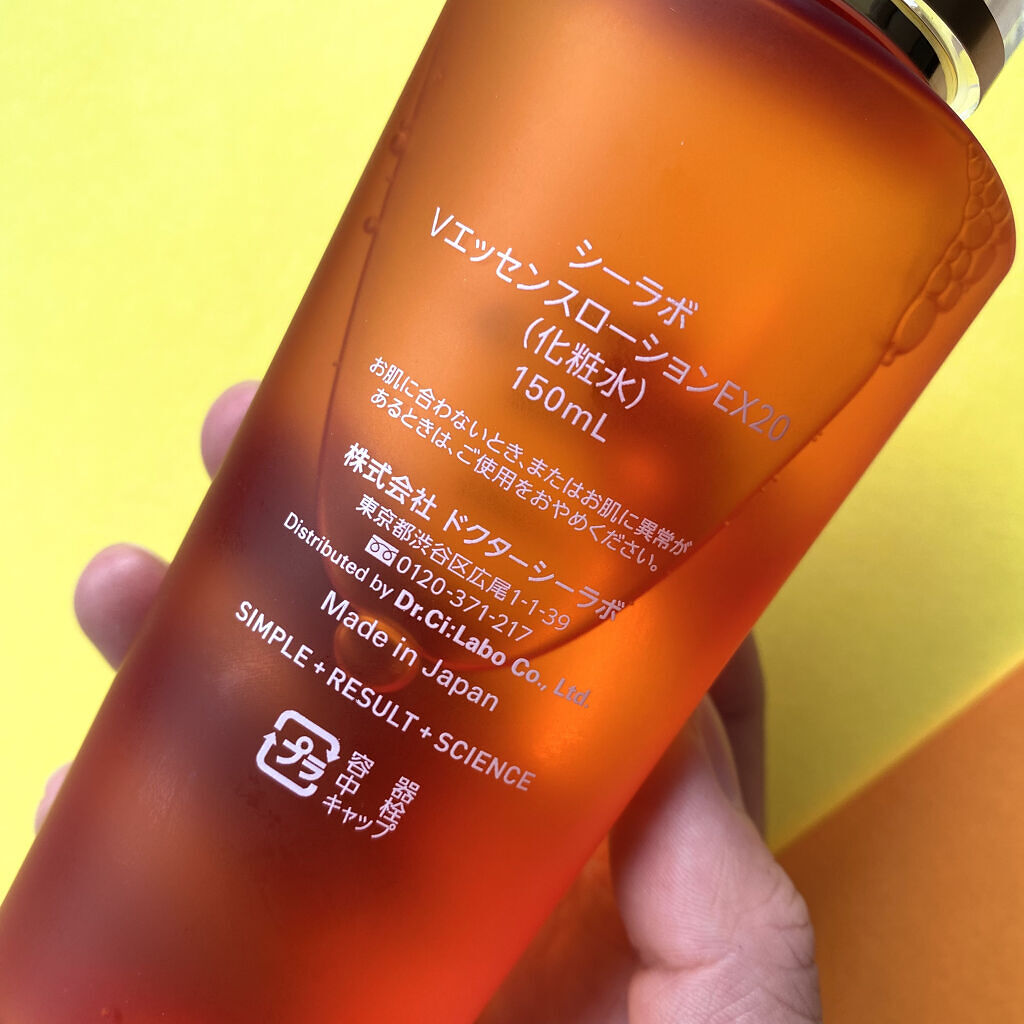 シーラボ
VエッセンスローションEX20
(化粧水)
150mL
お肌に合わないとき、またはお肌に異常が
あるときは、ご使用をおやめください。
株式会社 ドクターシーラボ
東京都渋谷区広尾1-1-39
0120-371-217
Distributed by Dr.Ci:Labo Co., Ltd.
Made in Japan
SIMPLE + RESULT + SCIENCE
プラ
容器
中栓
キャップ